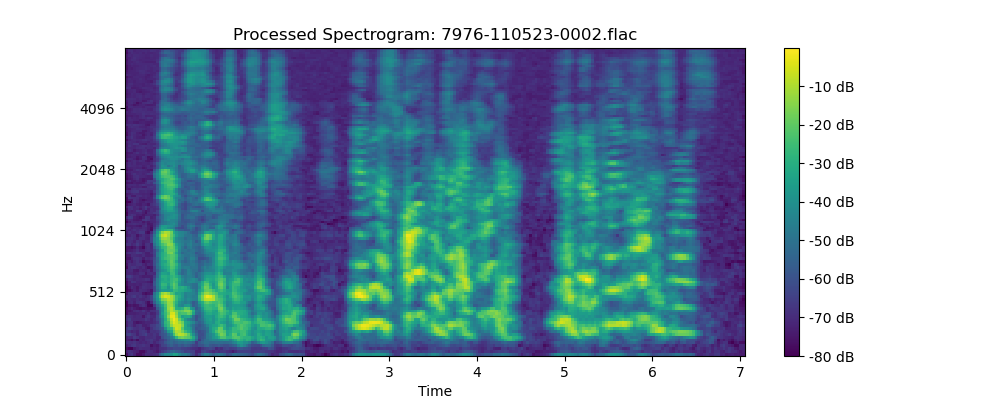 Processed Spectrogram: 7976-110523-0002.flac
4096
2048
1024
512
0
Hz
0 1 2 3 4 5 6 7
Time
-10 dB
-20 dB
-30 dB
-40 dB
-50 dB
-60 dB
-70 dB
-80 dB